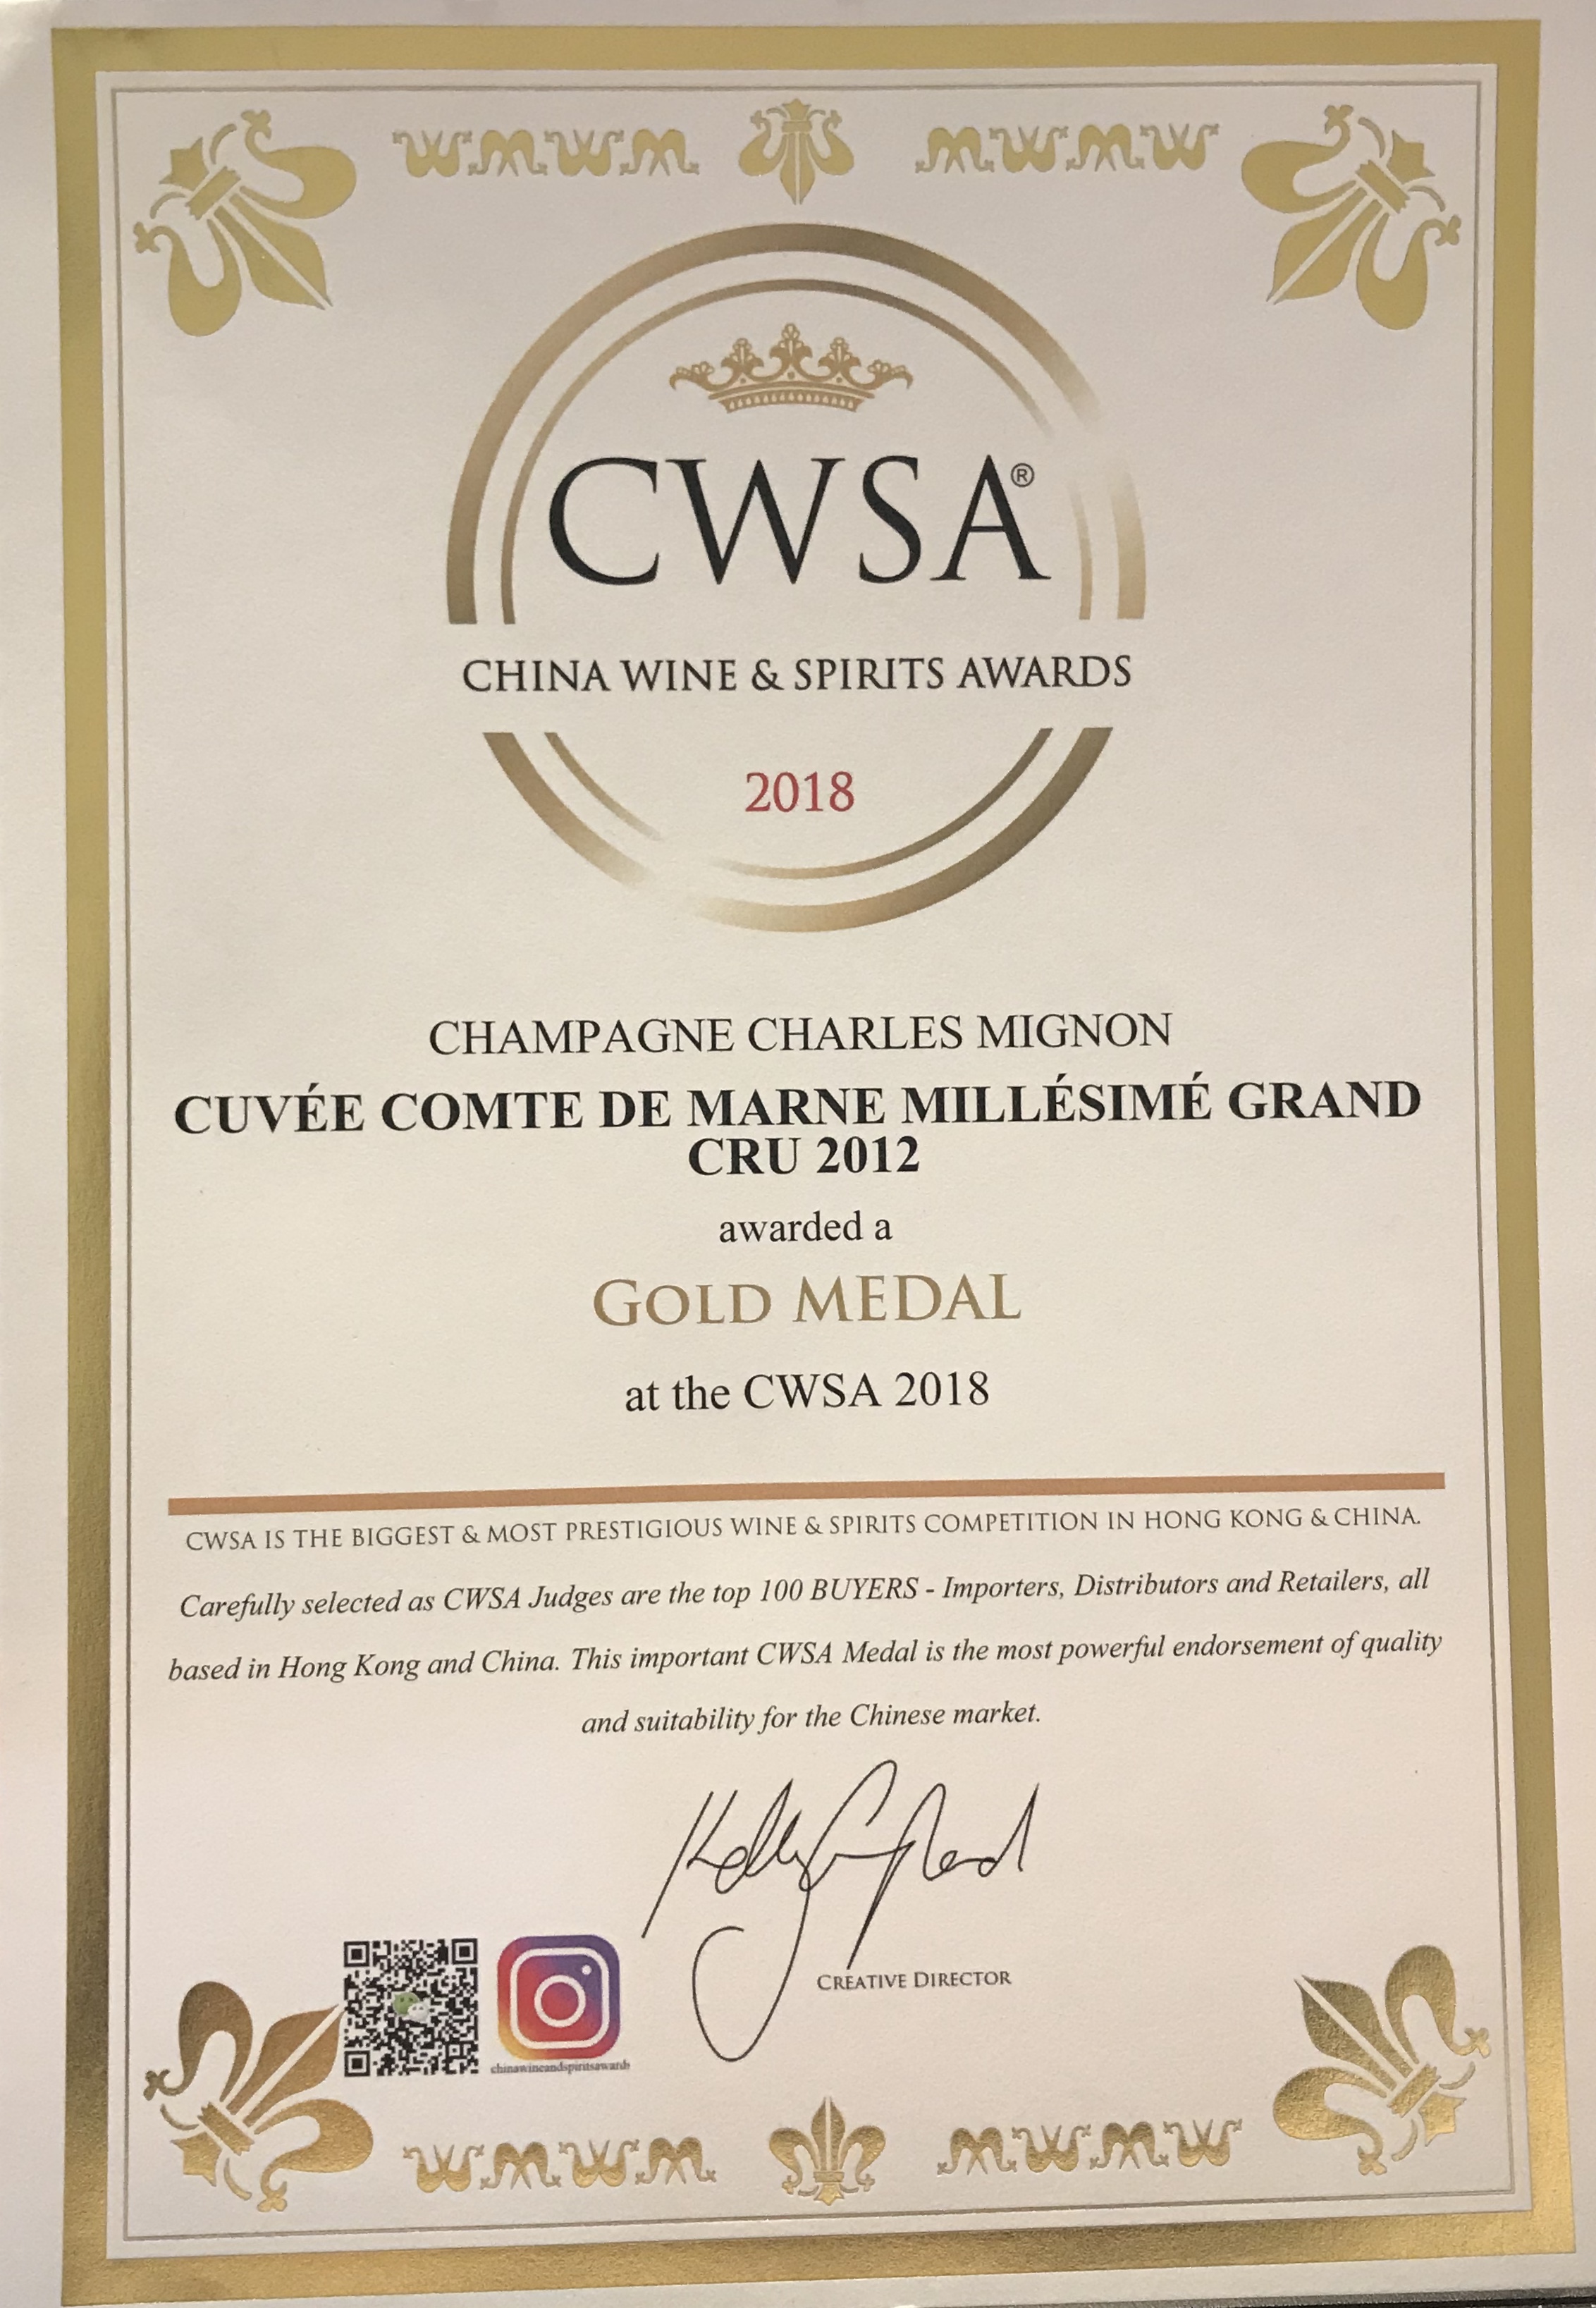 CWSA®
CHINA WINE & SPIRITS AWARDS
2018
CHAMPAGNE CHARLES MIGNON
CUVÉE COMTE DE MARNE MILLÉSIMÉ GRAND
CRU 2012
awarded a
GOLD MEDAL
at the CWSA 2018
CWSA IS THE BIGGEST & MOST PRESTIGIOUS WINE & SPIRITS COMPETITION IN HONG KONG & CHINA.
Carefully selected as CWSA Judges are the top 100 BUYERS - Importers, Distributors and Retailers, all
based in Hong Kong and China. This important CWSA Medal is the most powerful endorsement of quality
and suitability for the Chinese market.
CREATIVE DIRECTOR
chinawineandspiritsawards